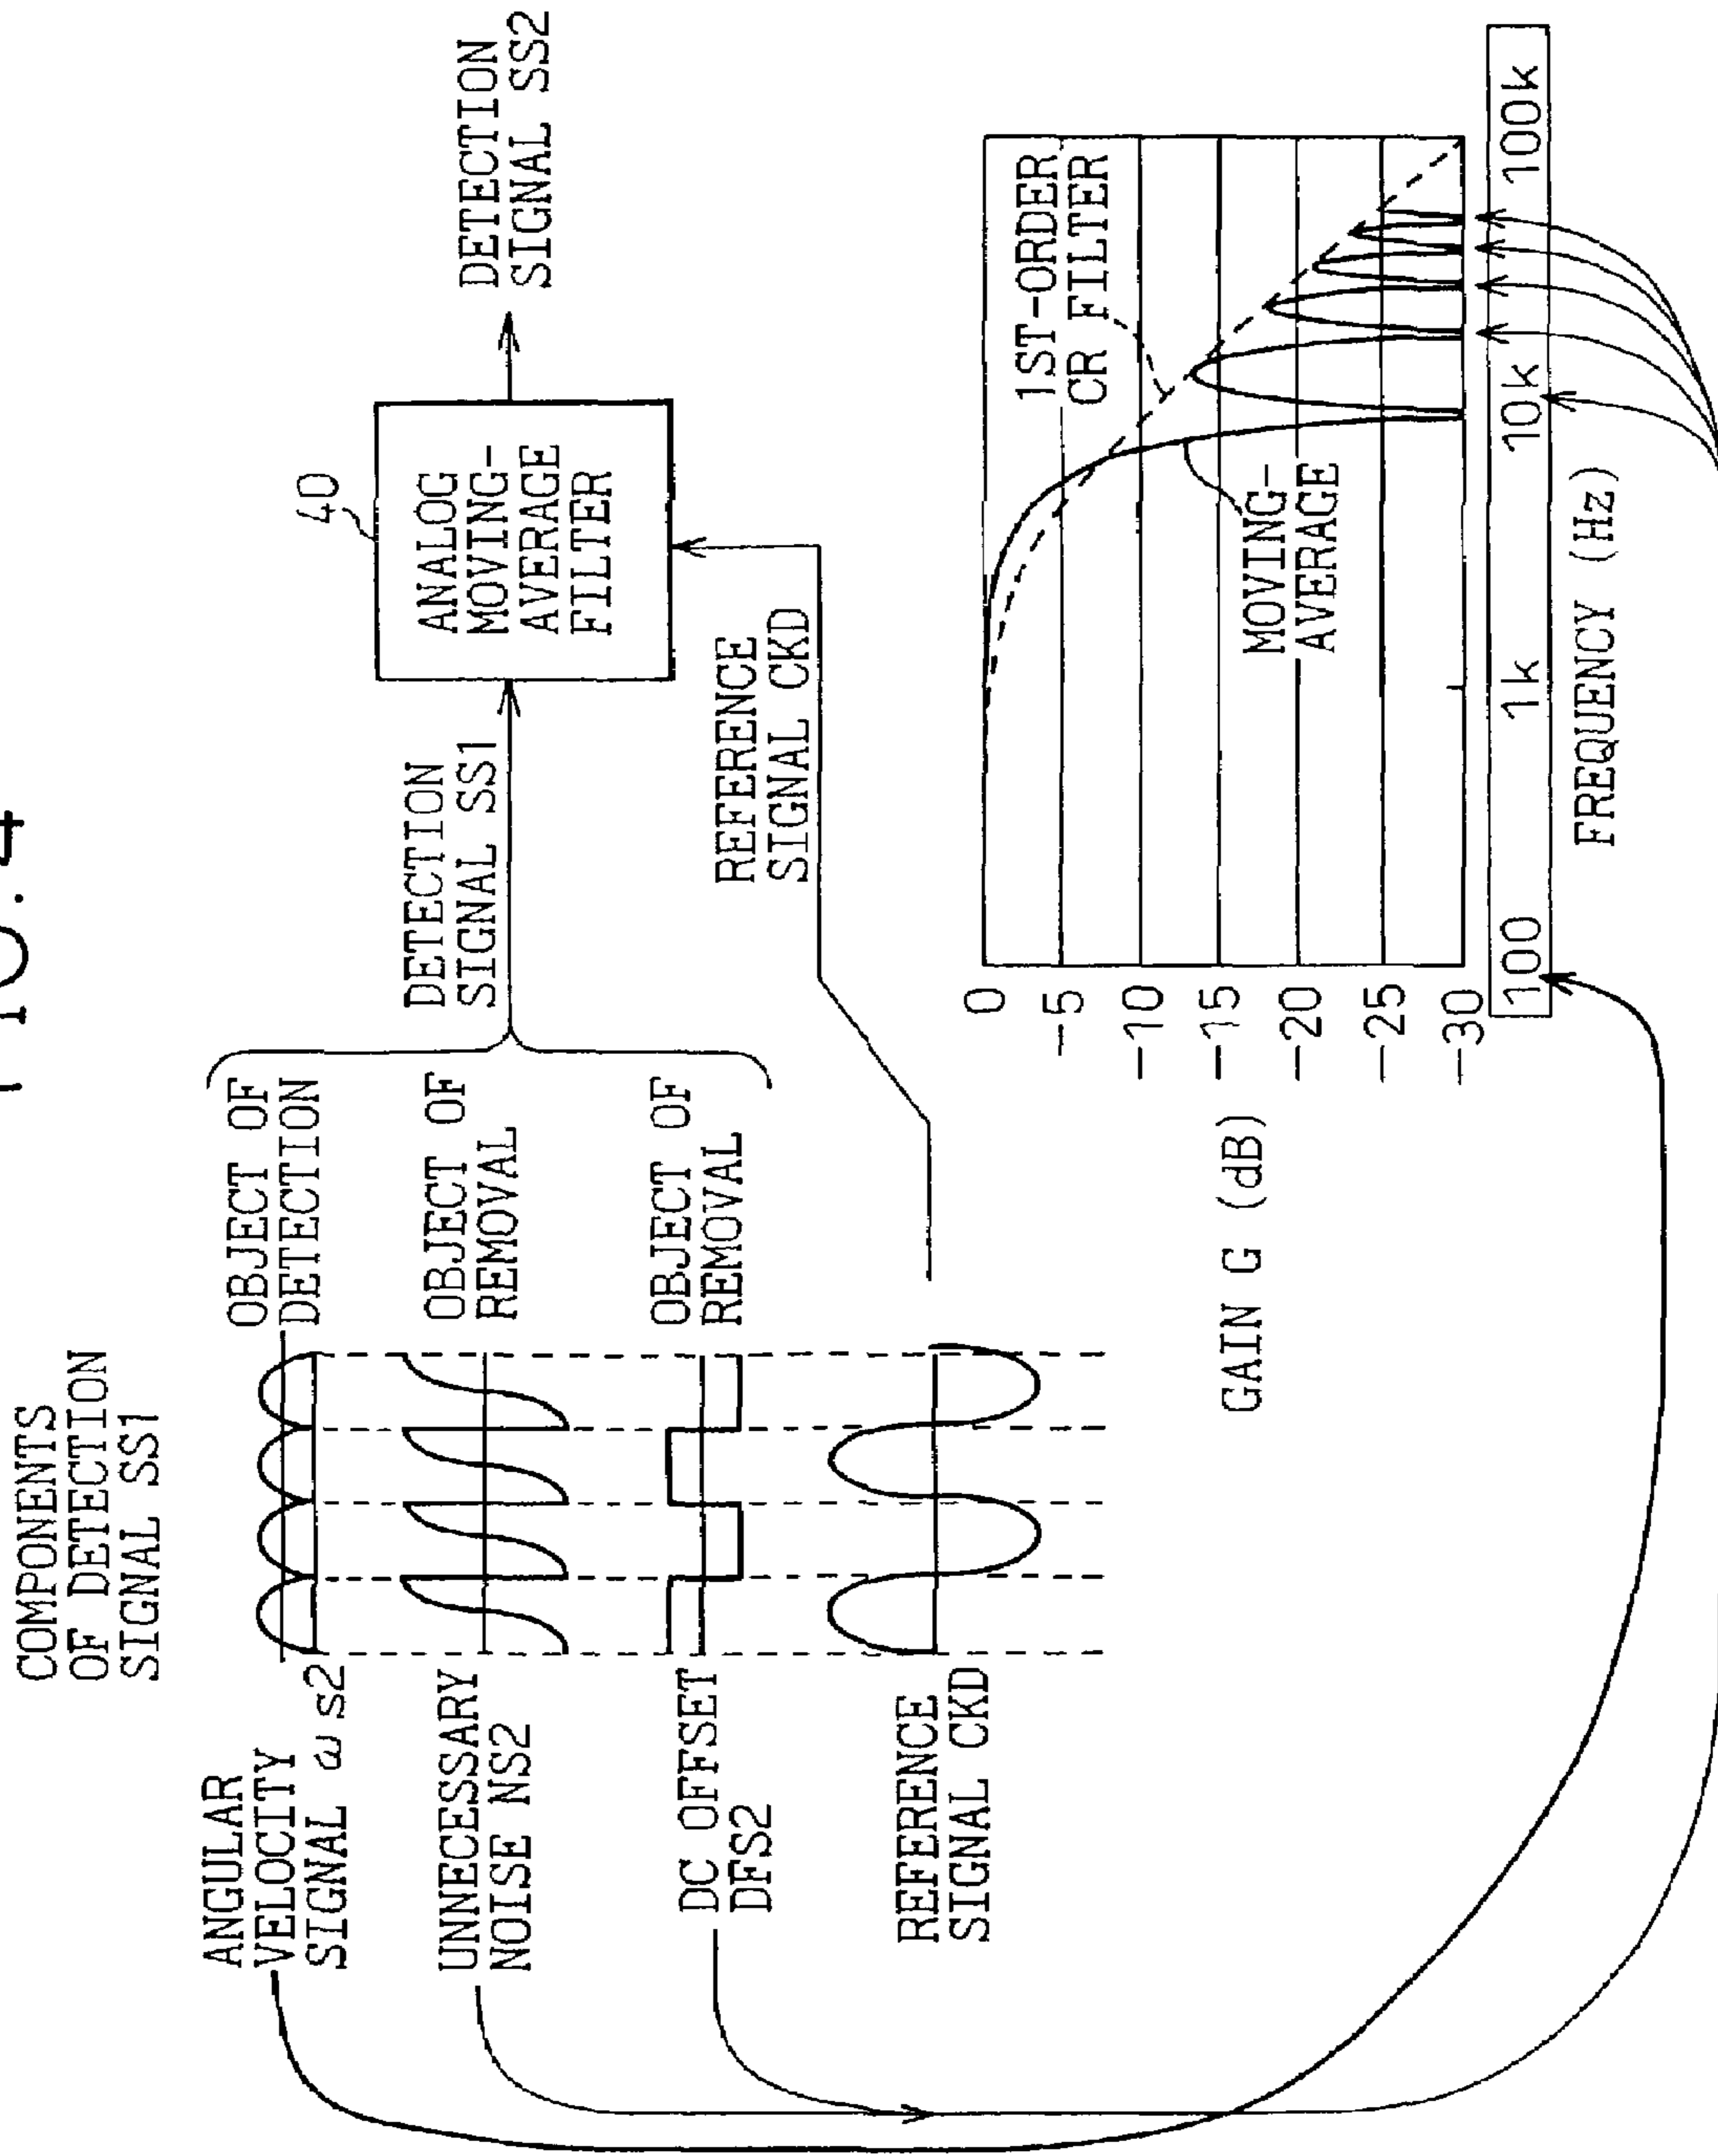 FIG. 4
COMPONENTS
OF DETECTION
SIGNAL SS1
ANGULAR
VELOCITY
SIGNAL ω s2
OBJECT OF
DETECTION
UNNECESSARY
NOISE NS2
OBJECT OF
REMOVAL
DC OFFSET
DFS2
OBJECT OF
REMOVAL
REFERENCE
SIGNAL CKD
DETECTION
SIGNAL SS1
REFERENCE
SIGNAL CKD
40
ANALOG
MOVING-
AVERAGE
FILTER
DETECTION
SIGNAL SS2
GAIN G (dB)
0
-5
-10
-15
-20
-25
-30
1ST-ORDER
CR FILTER
MOVING-
AVERAGE
100
1k
10k
100k
FREQUENCY (Hz)